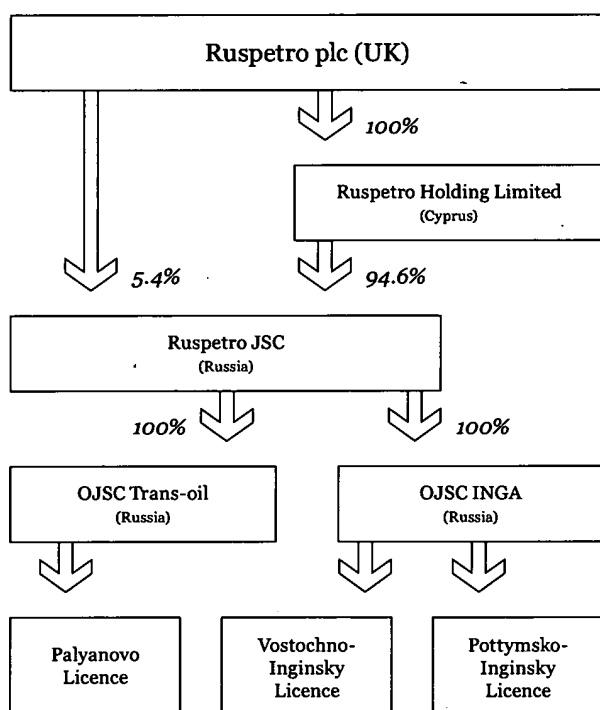 Ruspetro plc (UK)
100%
Ruspetro Holding Limited
(Cyprus)
5.4%
94.6%
Ruspetro JSC
(Russia)
100%
100%
OJSC Trans-oil
(Russia)
OJSC INGA
(Russia)
Palyanovo
Licence
Vostochno-
Inginsky
Licence
Pottymsko-
Inginsky
Licence